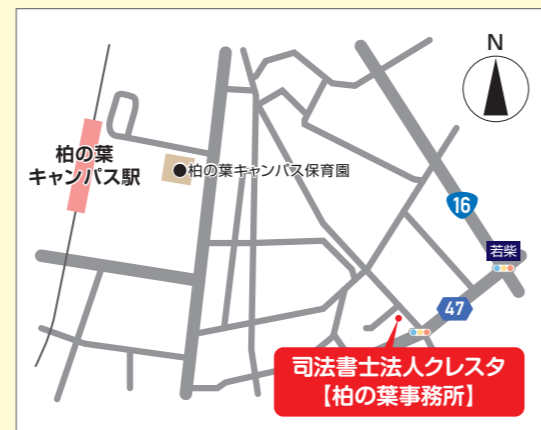 N
柏の葉
キャンパス駅
柏の葉キャンパス保育園
16
若柴
47
司法書士法人クレスタ
【柏の葉事務所】